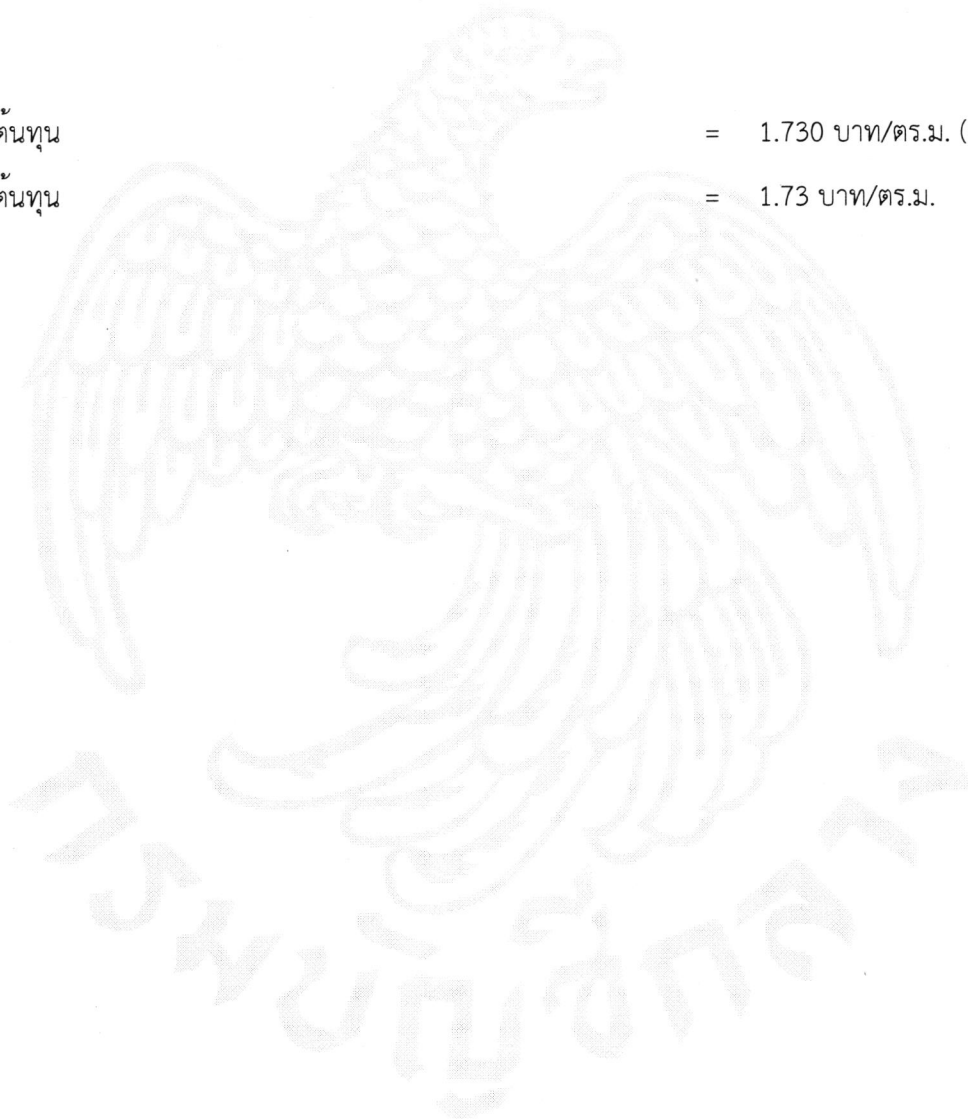 ต้นทุน = 1.730 บาท/ตร.ม. (
ต้นทุน = 1.73 บาท/ตร.ม.
กรมบัญชีกลาง